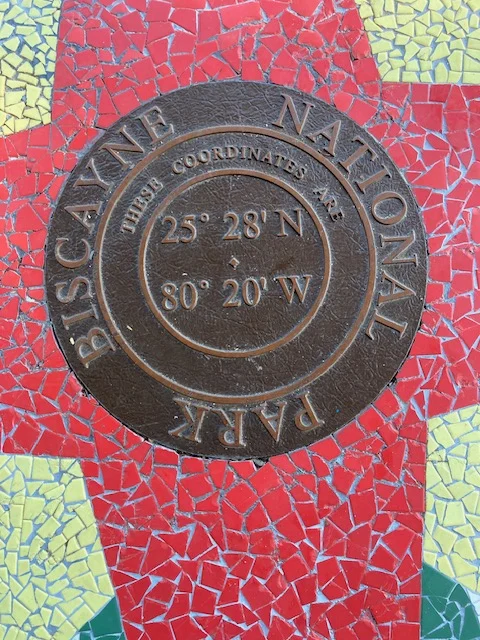 BISCAYNE NATIONAL PARK
THESE COORDINATES ARE
25° 28' N
80° 20' W